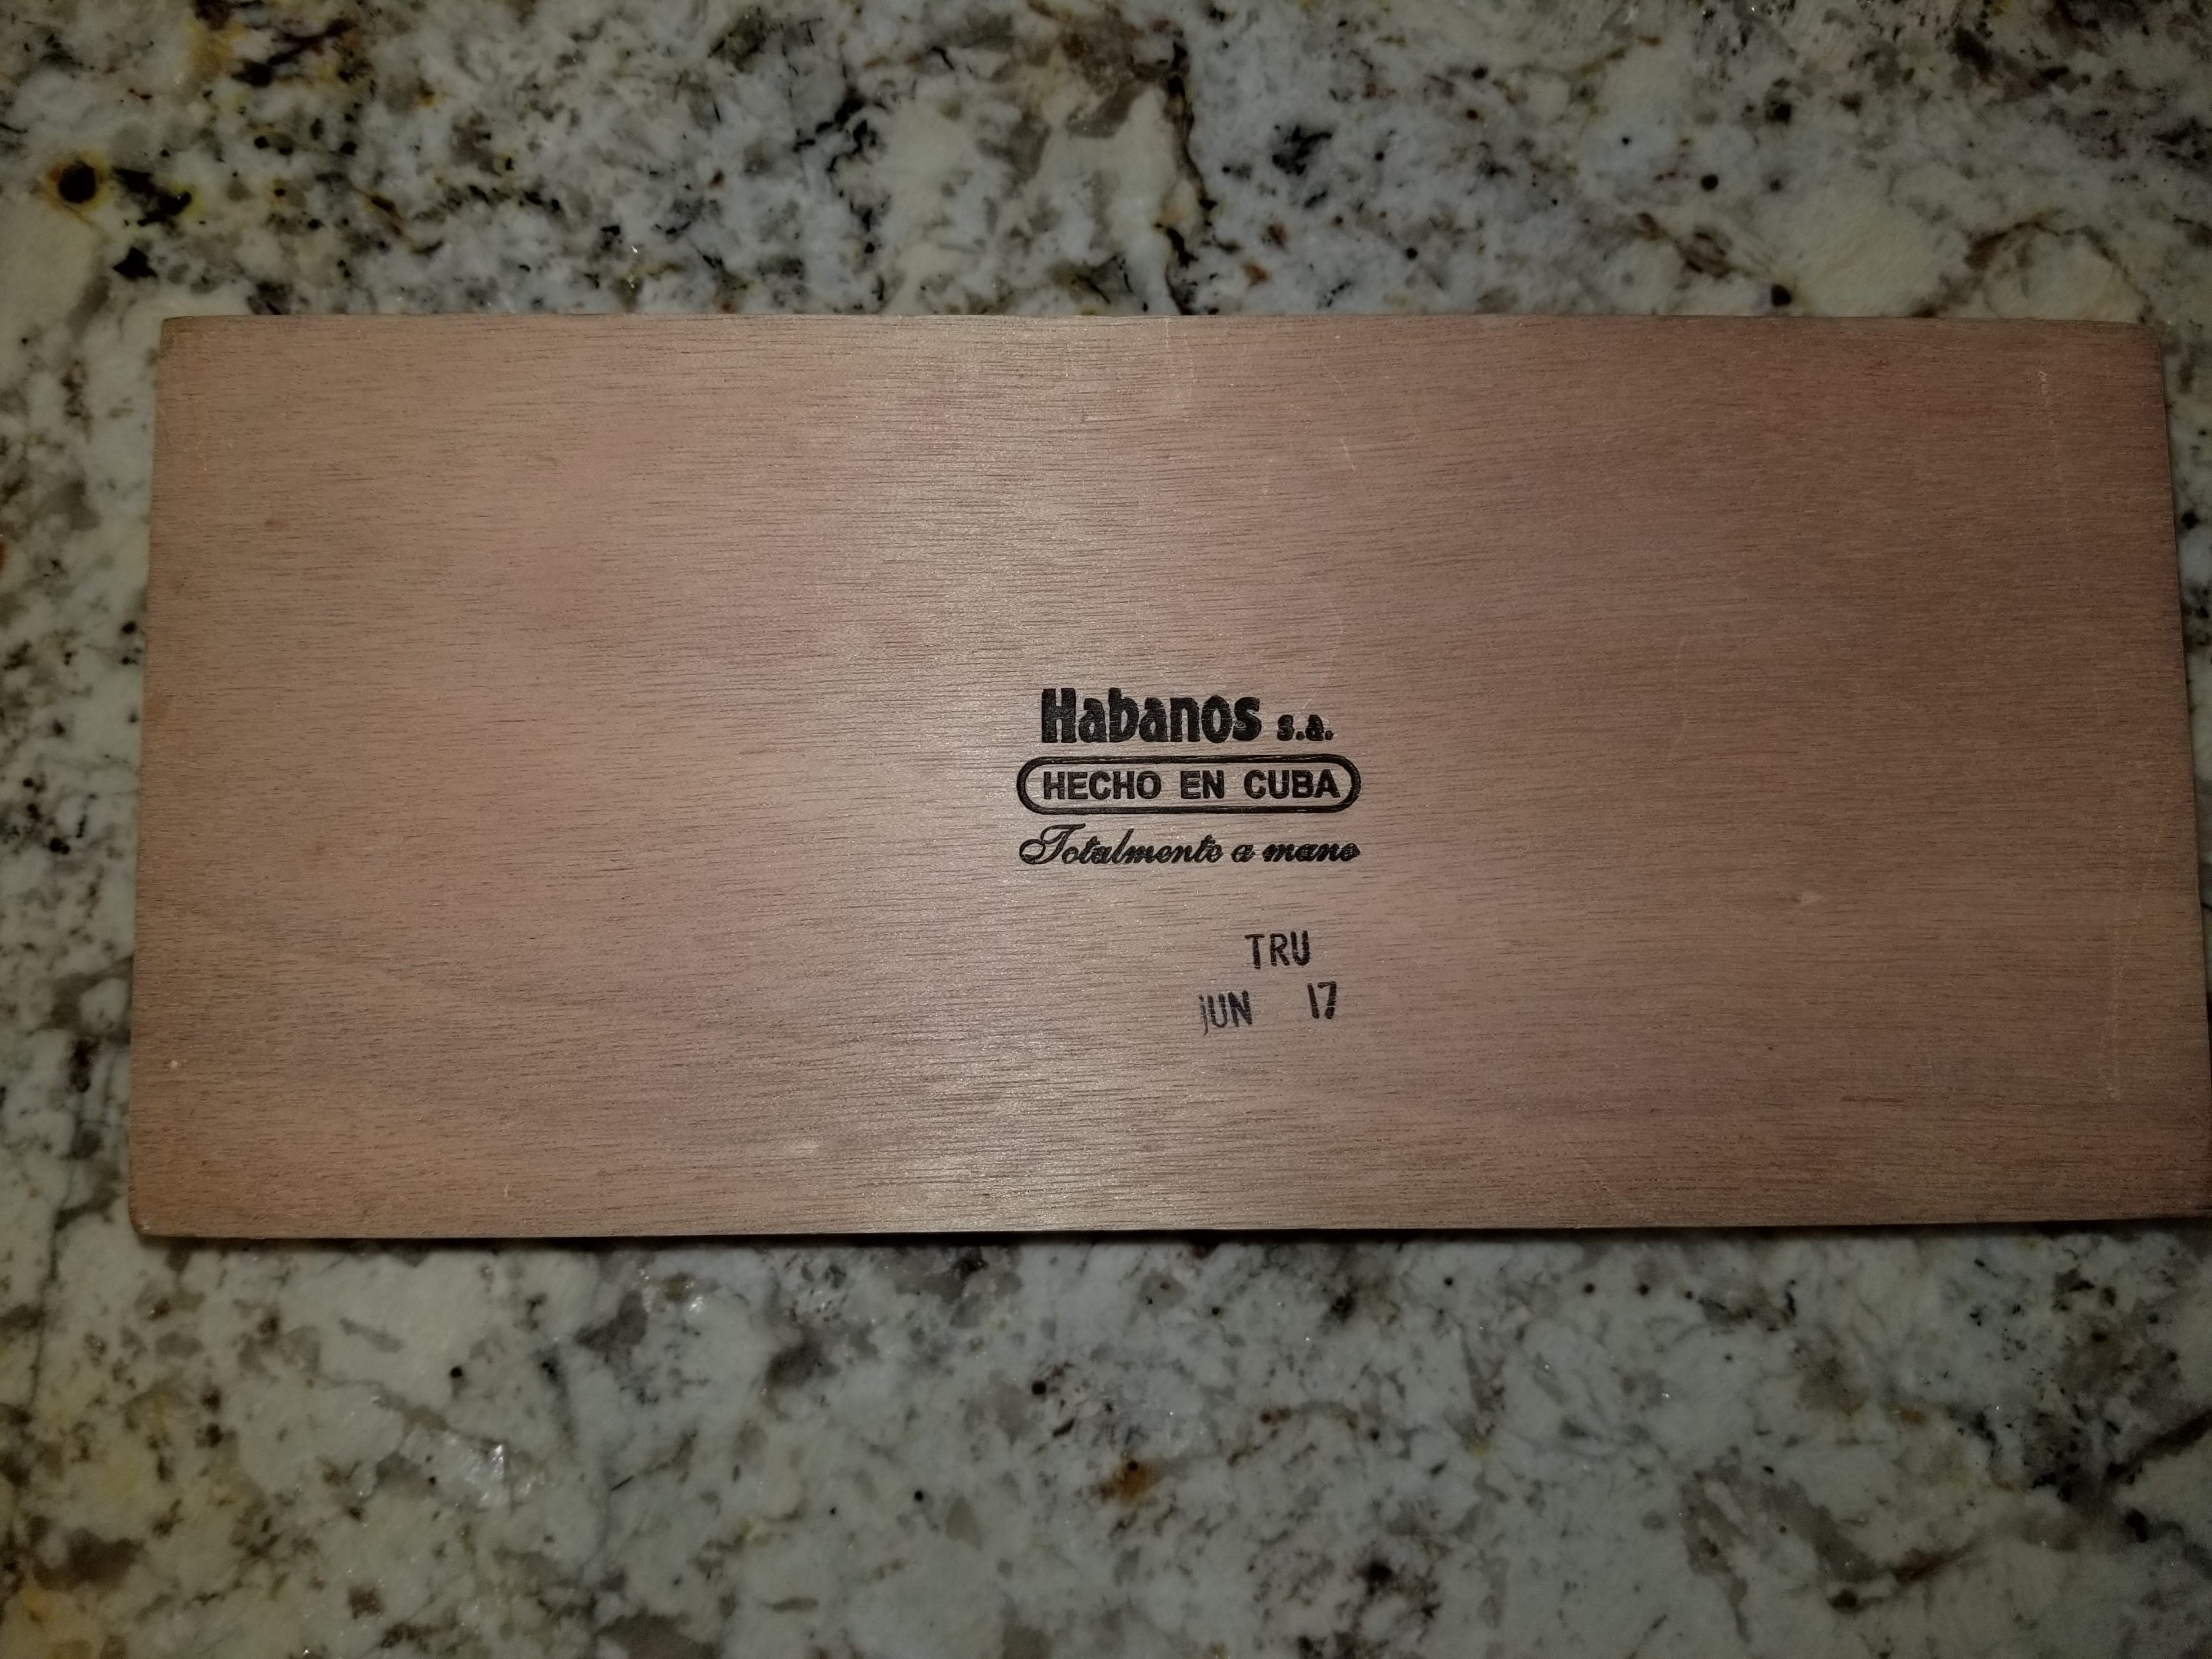 Habanos s.a.
HECHO EN CUBA
Totalmente a mano
TRU
JUN 17